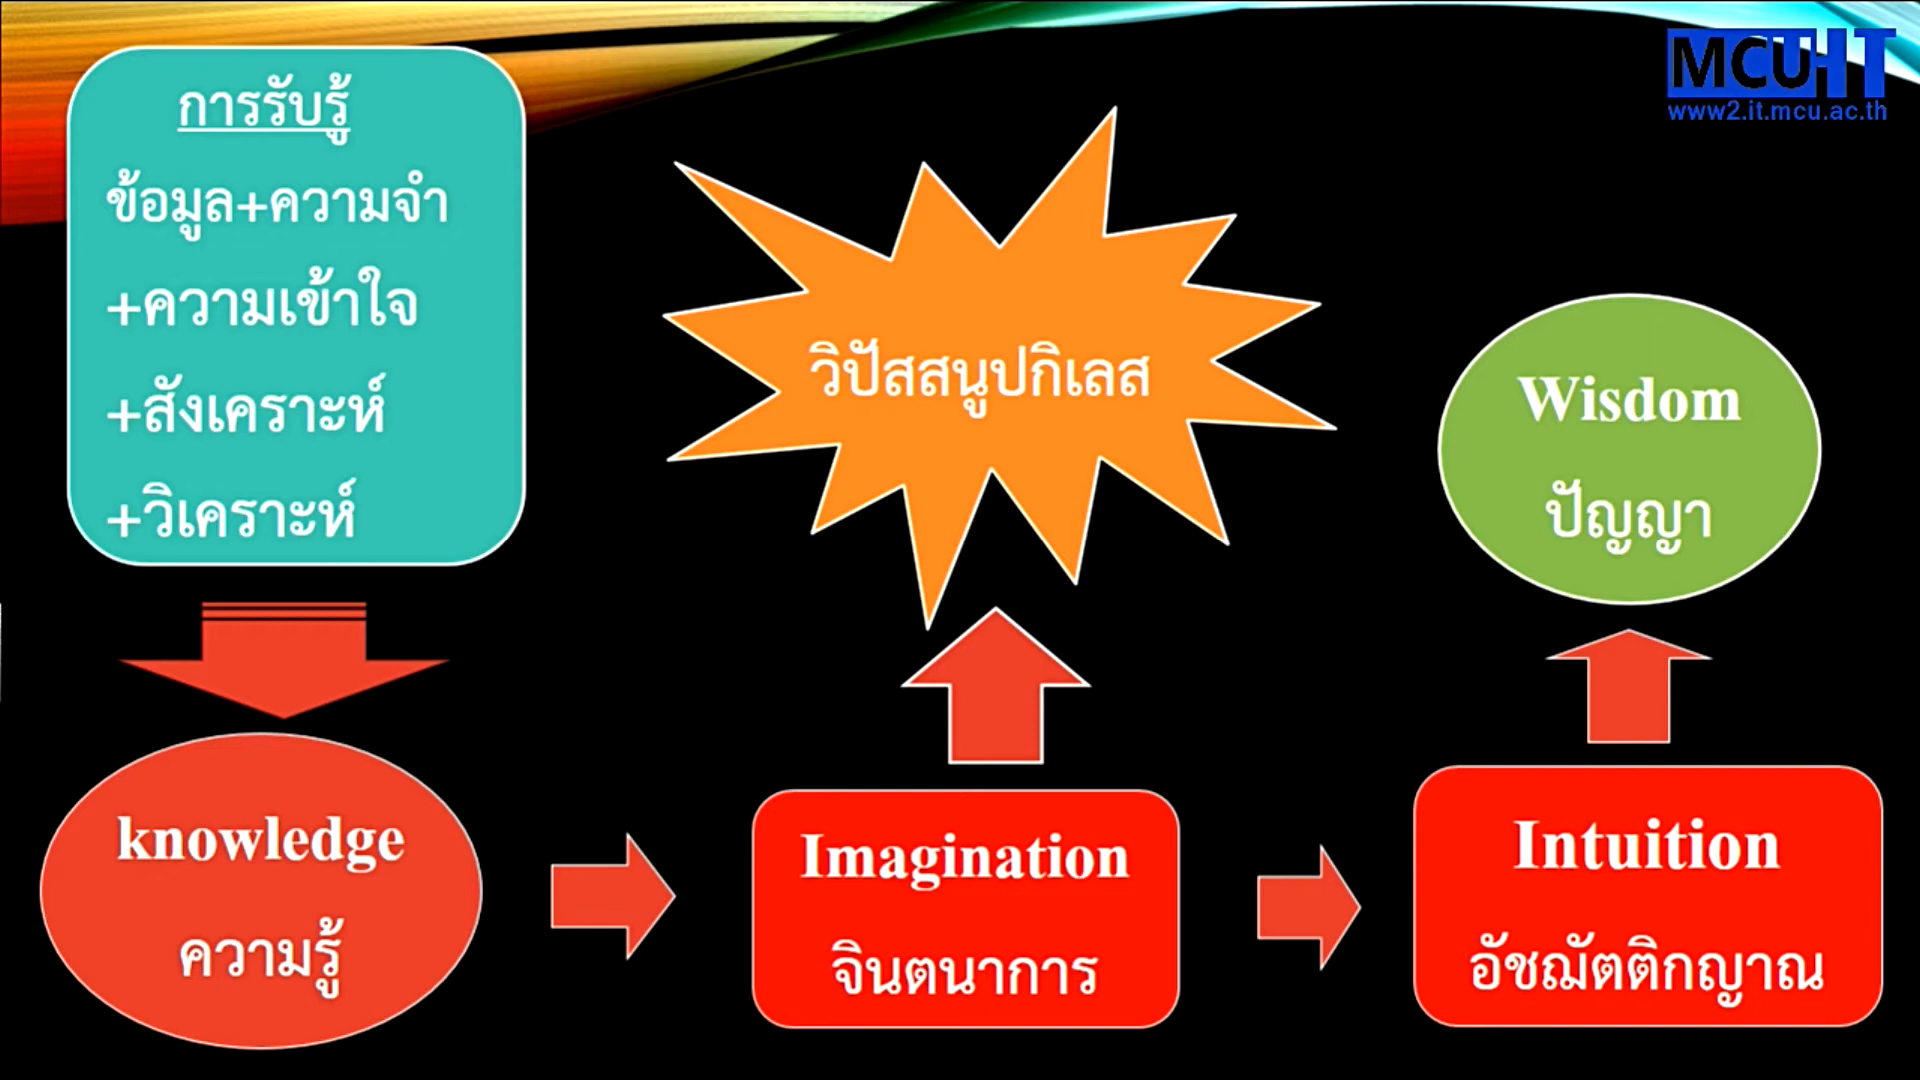 การรับรู้
ข้อมูล+ความจำ
+ความเข้าใจ
+สังเคราะห์
+วิเคราะห์
knowledge
ความรู้
วิปัสสนูปกิเลส
Imagination
จินตนาการ
MCU-IT
www2.it.mcu.ac.th
Wisdom
ปัญญา
Intuition
อัชฌัตติกญาณ